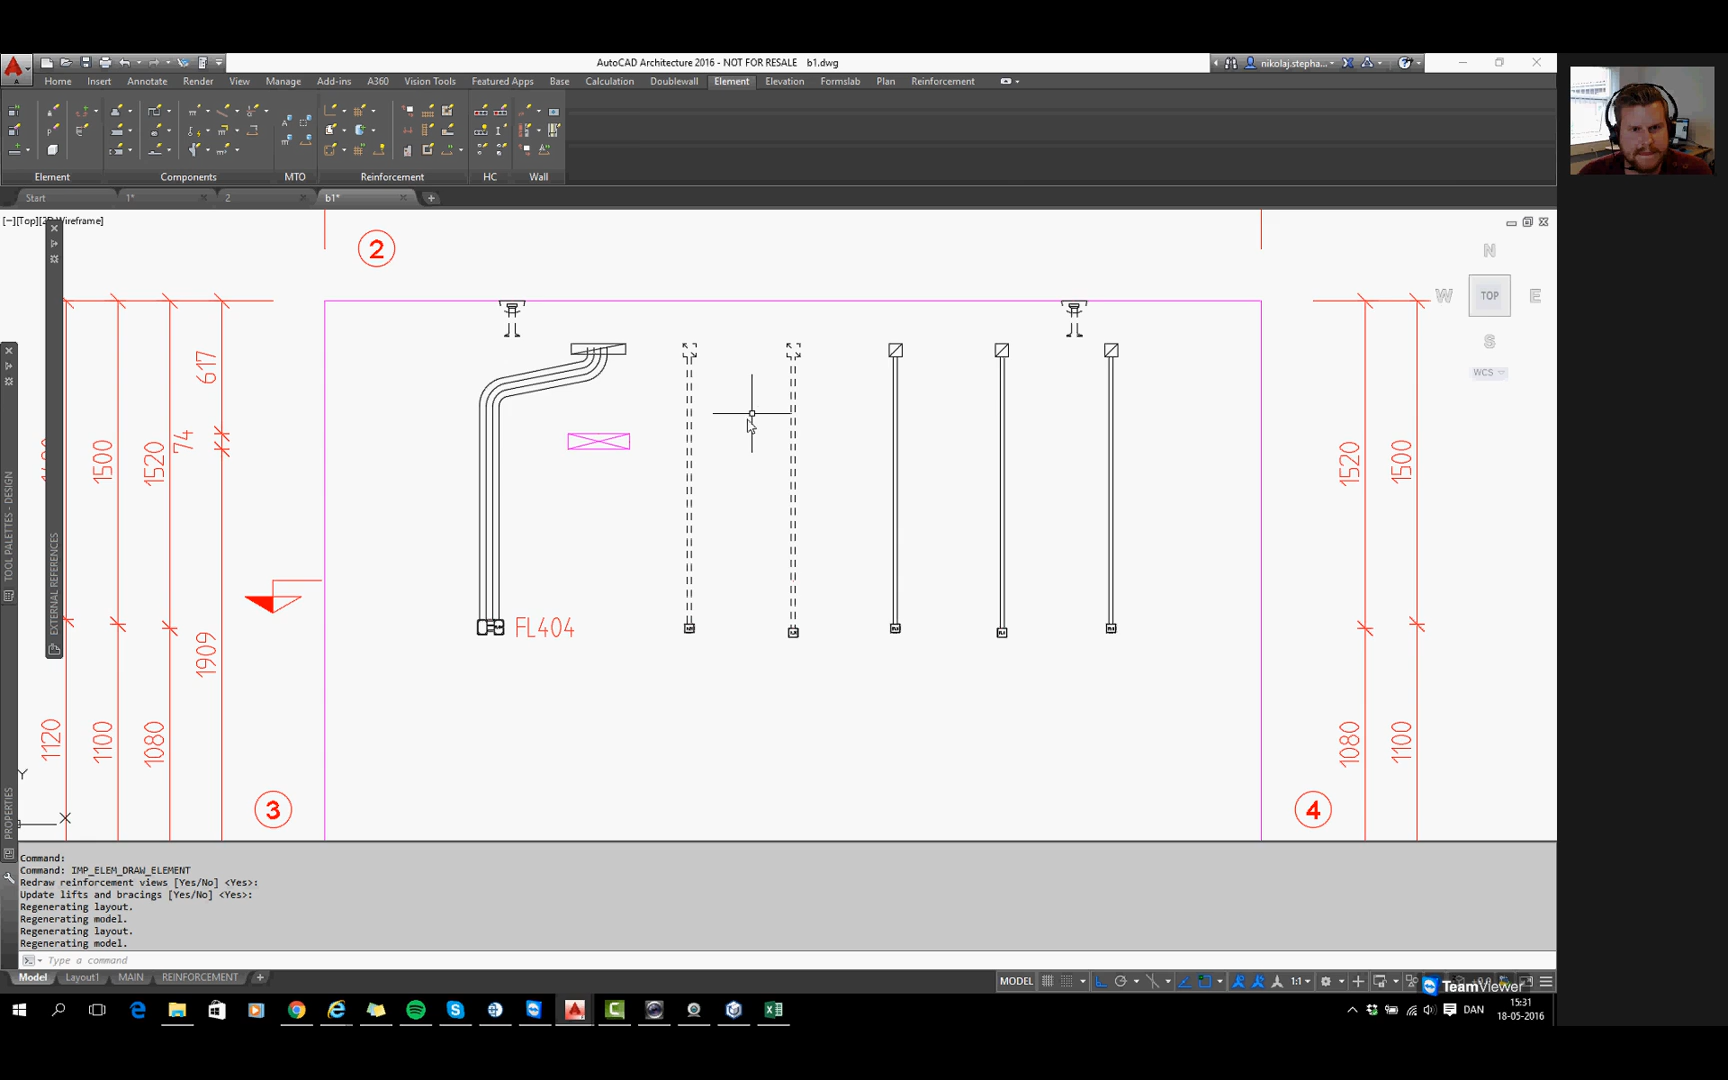 AutoCAD Architecture 2016 - NOT FOR RESALE b1.dwg
nikolaj.stepha...
Home Insert Annotate Render View Manage Add-ins A360 Vision Tools Featured Apps Base Calculation Doublewall Element Elevation Formslab Plan Reinforcement
Element Components MTO Reinforcement HC Wall
Start 1* 2 b1*
[−][Top][2D Wireframe]
2
N
W TOP E
S
WCS
617
74
1500
1520
1520
1500
TOOL PALETTES - DESIGN
EXTERNAL REFERENCES
FL404
1909
1120
1100
1080
1080
1100
Y
X
3
4
PROPERTIES
Command:
Command: IMP_ELEM_DRAW_ELEMENT
Redraw reinforcement views [Yes/No] <Yes>:
Update lifts and bracings [Yes/No] <Yes>:
Regenerating layout.
Regenerating model.
Regenerating layout.
Regenerating model.
Type a command
Model Layout1 MAIN REINFORCEMENT
MODEL 1:1
TeamViewer
DAN
15:31
18-05-2016